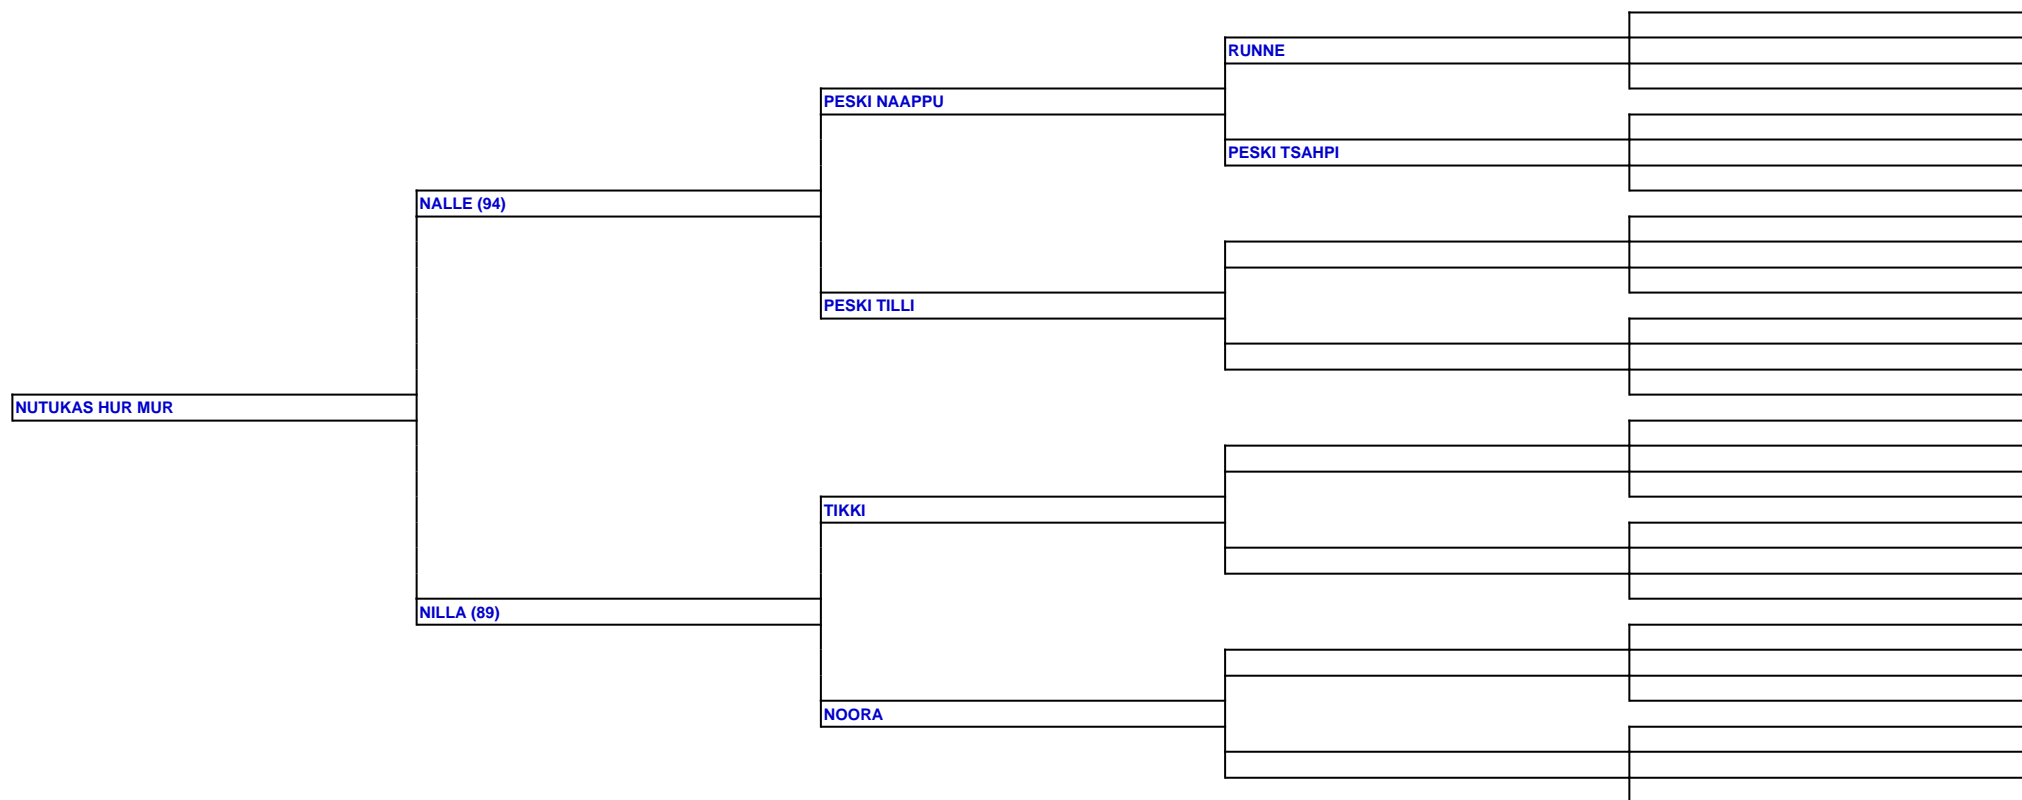 RUNNE
PESKI NAAPPU
PESKI TSAHPI
NALLE (94)
PESKI TILLI
NUTUKAS HUR MUR
TIKKI
NILLA (89)
NOORA